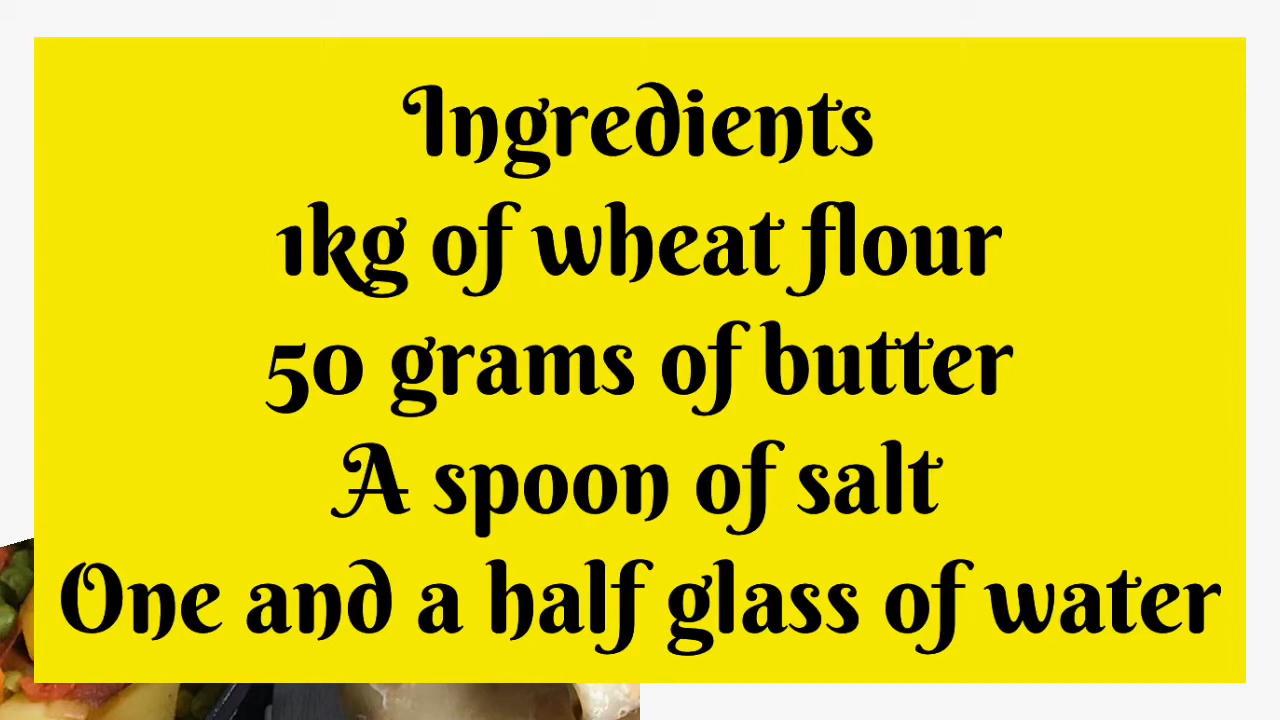 Ingredients
1kg of wheat flour
50 grams of butter
A spoon of salt
One and a half glass of water